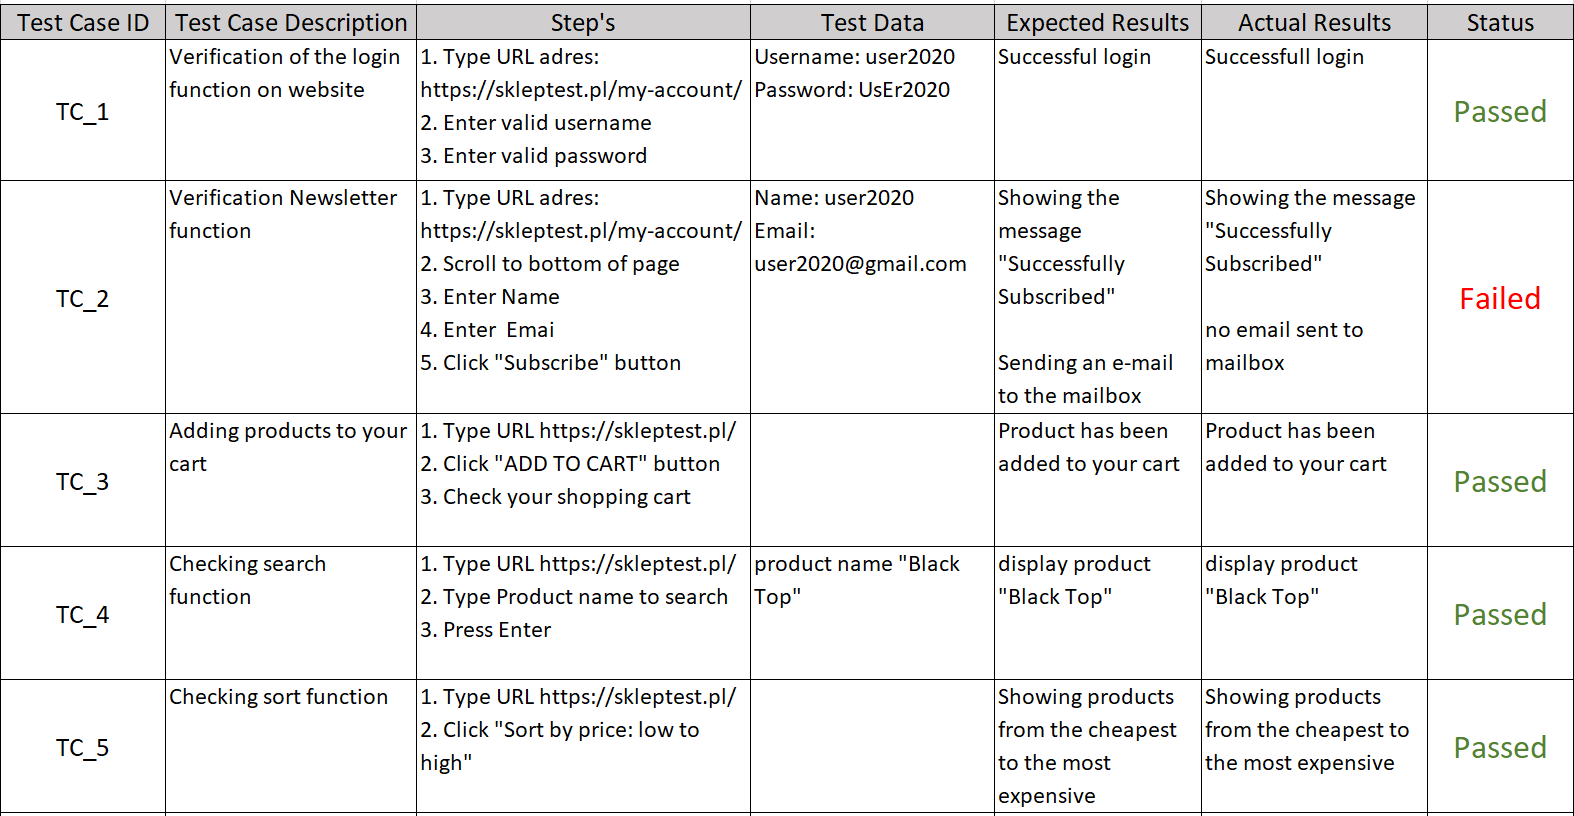 Test Case ID Test Case Description Step's Test Data Expected Results Actual Results Status
TC_1
Verification of the login
function on website
1. Type URL adres:
https://skleptest.pl/my-account/
2. Enter valid username
3. Enter valid password
Username: user2020
Password: UsEr2020
Successful login
Successfull login
Passed
TC_2
Verification Newsletter
function
1. Type URL adres:
https://skleptest.pl/my-account/
2. Scroll to bottom of page
3. Enter Name
4. Enter  Emai
5. Click "Subscribe" button
Name: user2020
Email:
user2020@gmail.com
Showing the
message
"Successfully
Subscribed"
Sending an e-mail
to the mailbox
Showing the message
"Successfully
Subscribed"
no email sent to
mailbox
Failed
TC_3
Adding products to your
cart
1. Type URL https://skleptest.pl/
2. Click "ADD TO CART" button
3. Check your shopping cart
Product has been
added to your cart
Product has been
added to your cart
Passed
TC_4
Checking search
function
1. Type URL https://skleptest.pl/
2. Type Product name to search
3. Press Enter
product name "Black
Top"
display product
"Black Top"
display product
"Black Top"
Passed
TC_5
Checking sort function
1. Type URL https://skleptest.pl/
2. Click "Sort by price: low to
high"
Showing products
from the cheapest
to the most
expensive
Showing products
from the cheapest to
the most expensive
Passed